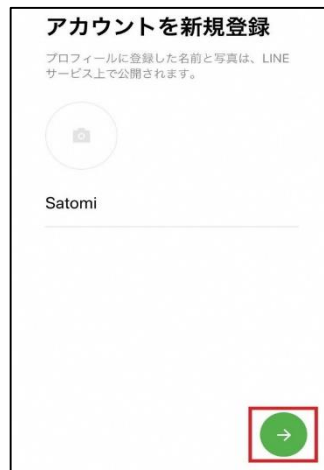 アカウントを新規登録
プロフィールに登録した名前と写真は、LINE
サービス上で公開されます。
Satomi